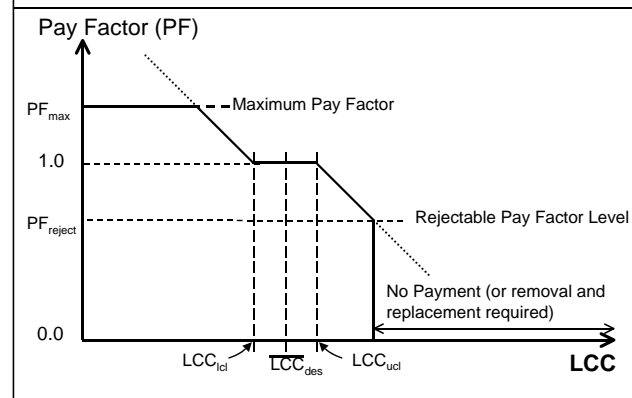 Pay Factor (PF)
PFmax
Maximum Pay Factor
1.0
PFreject
Rejectable Pay Factor Level
No Payment (or removal and
replacement required)
0.0
LCClcl
LCCdes
LCCucl
LCC